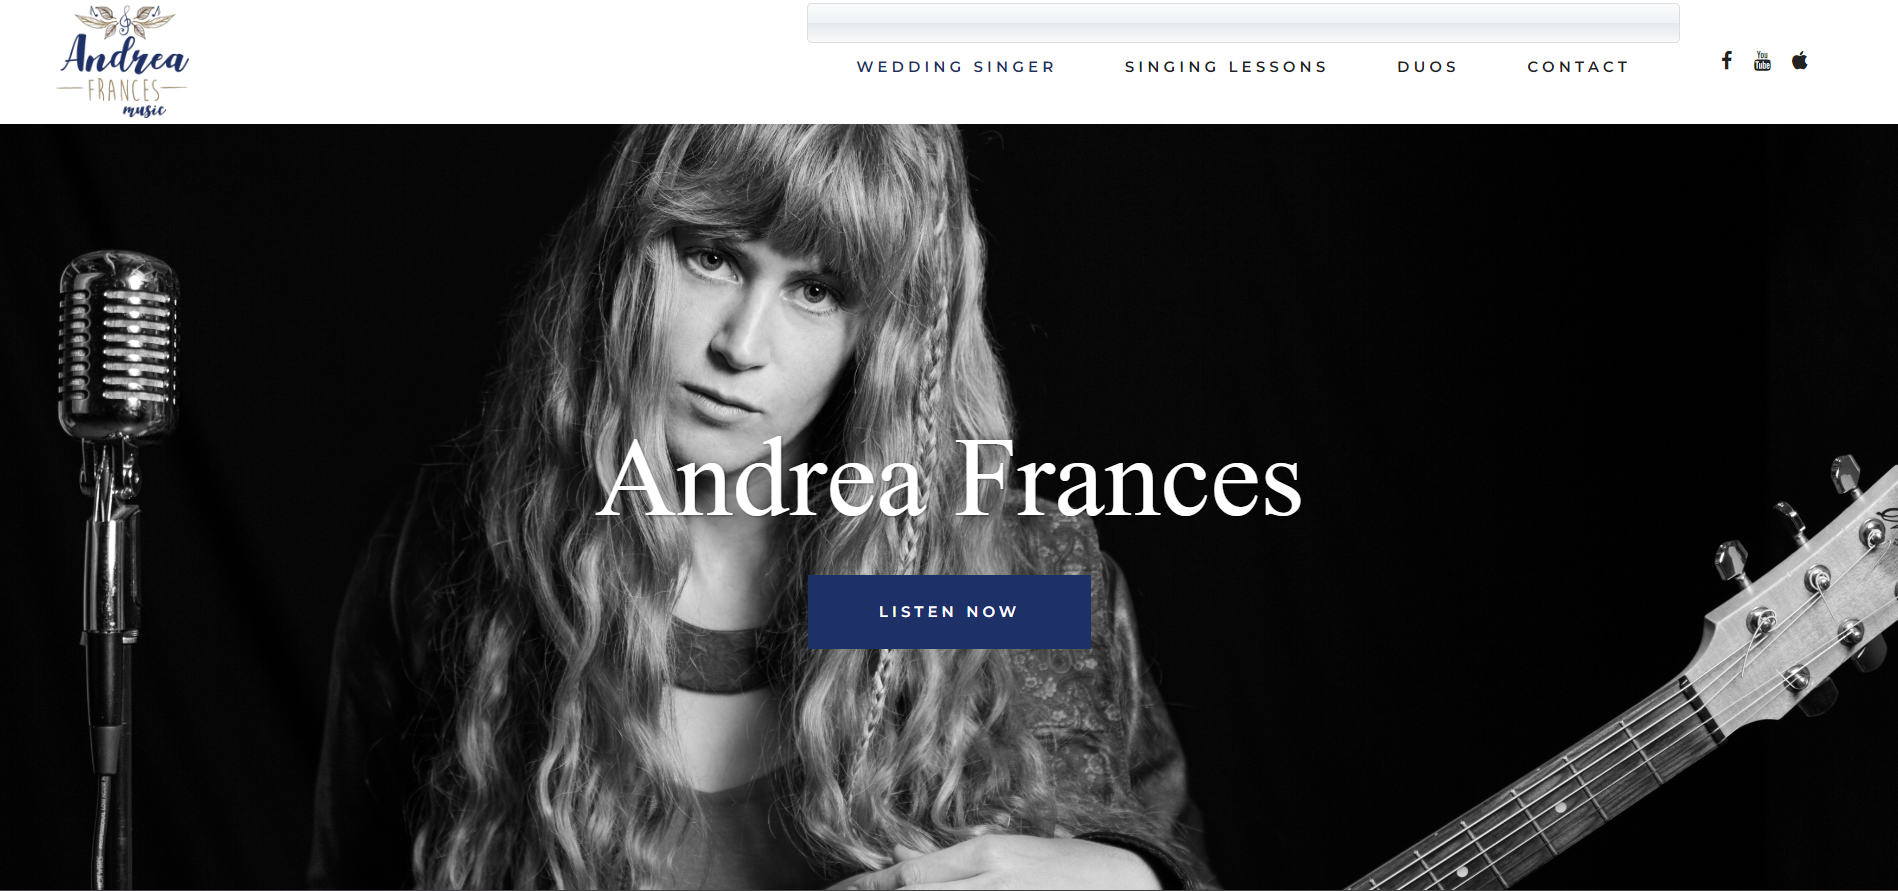 Andrea
FRANCES
music
WEDDING SINGER
SINGING LESSONS
DUOS
CONTACT
You
Tube
Andrea Frances
LISTEN NOW